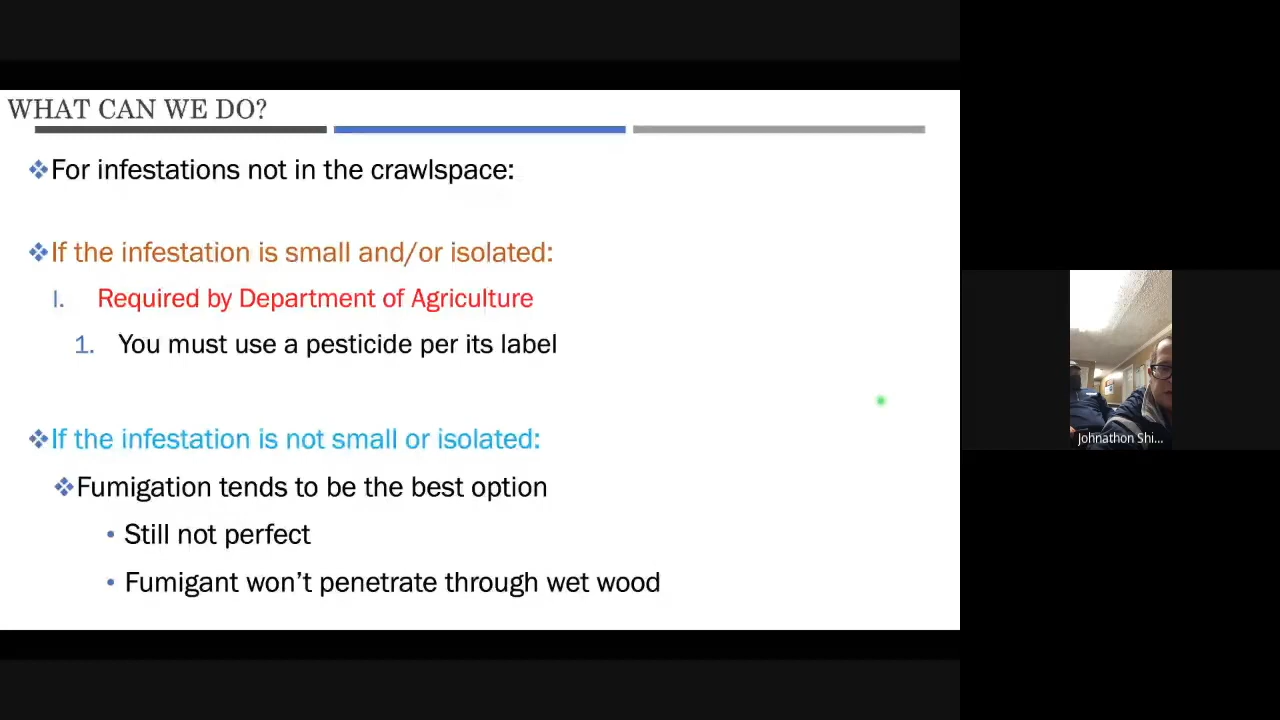 WHAT CAN WE DO?
For infestations not in the crawlspace:
If the infestation is small and/or isolated:
I. Required by Department of Agriculture
1. You must use a pesticide per its label
If the infestation is not small or isolated:
Fumigation tends to be the best option
• Still not perfect
• Fumigant won’t penetrate through wet wood
Johnathon Shi...